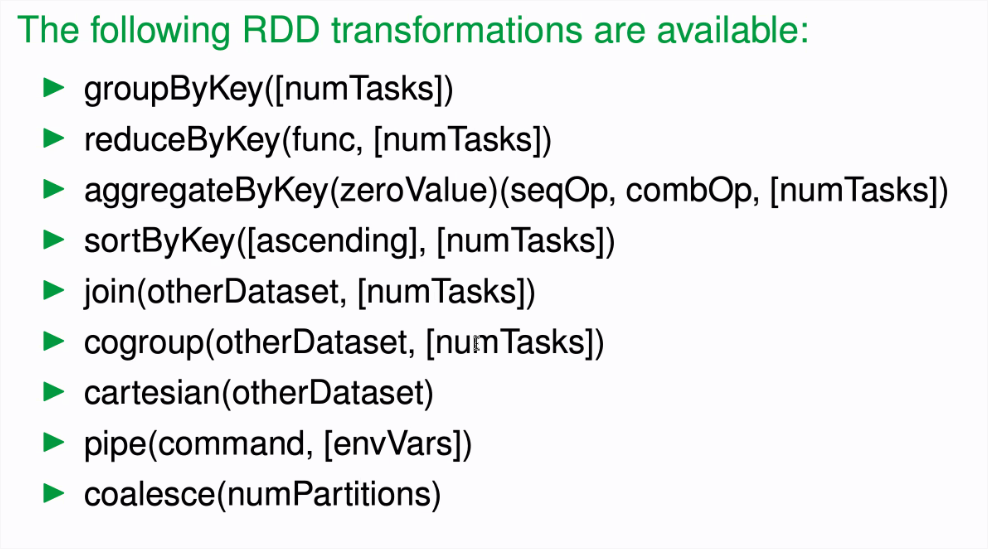 The following RDD transformations are available:
groupByKey([numTasks])
reduceByKey(func, [numTasks])
aggregateByKey(zeroValue)(seqOp, combOp, [numTasks])
sortByKey([ascending], [numTasks])
join(otherDataset, [numTasks])
cogroup(otherDataset, [numTasks])
cartesian(otherDataset)
pipe(command, [envVars])
coalesce(numPartitions)